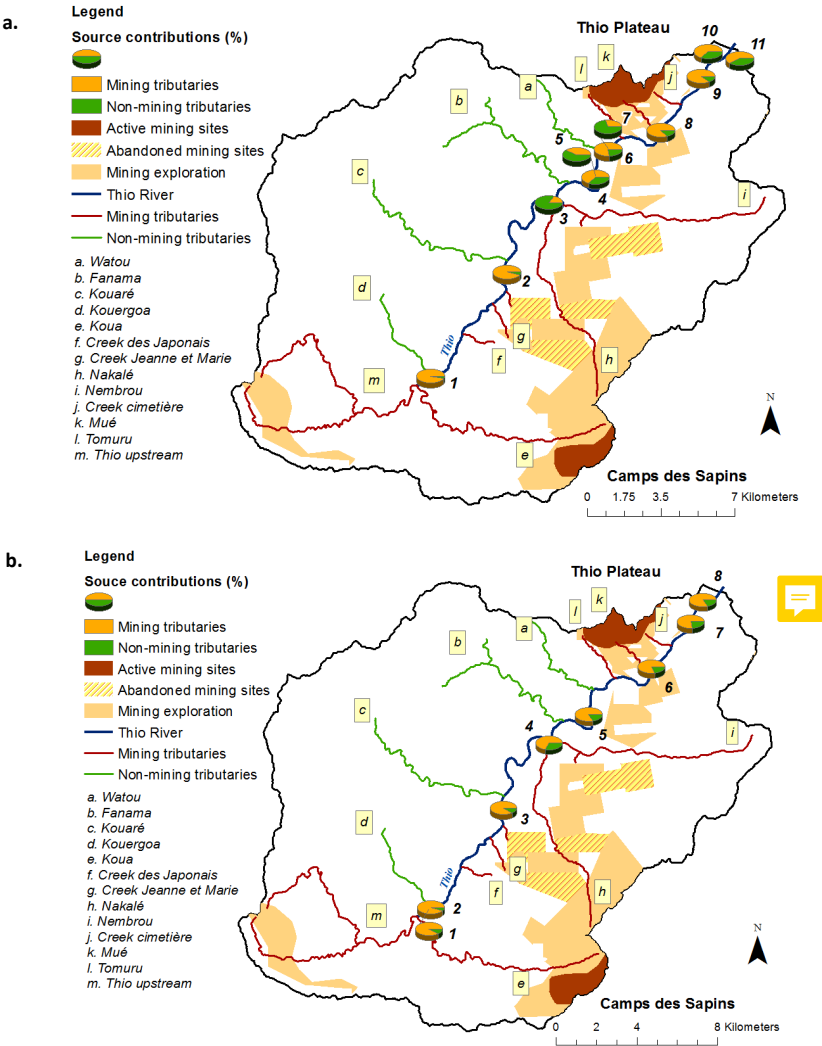 a.
Legend
Source contributions (%)
Mining tributaries
Non-mining tributaries
Active mining sites
Abandoned mining sites
Mining exploration
Thio River
Mining tributaries
Non-mining tributaries
a. Watou
b. Fanama
c. Kouaré
d. Kouergoa
e. Koua
f. Creek des Japonais
g. Creek Jeanne et Marie
h. Nakalé
i. Nembrou
j. Creek cimetière
k. Mué
l. Tomuru
m. Thio upstream
Thio Plateau
10
11
k
l
j
a
9
b
7
8
5
6
c
4
i
3
2
d
g
Thio
f
h
m
1
N
e
Camps des Sapins
0 1.75 3.5 7 Kilometers
b.
Legend
Souce contributions (%)
Mining tributaries
Non-mining tributaries
Active mining sites
Abandoned mining sites
Mining exploration
Thio River
Mining tributaries
Non-mining tributaries
a. Watou
b. Fanama
c. Kouaré
d. Kouergoa
e. Koua
f. Creek des Japonais
g. Creek Jeanne et Marie
h. Nakalé
i. Nembrou
j. Creek cimetière
k. Mué
l. Tomuru
m. Thio upstream
Thio Plateau
8
k
l
j
a
7
b
6
c
4
5
i
3
d
g
Thio
f
h
m
2
1
N
e
Camps des Sapins
0 2 4 8 Kilometers